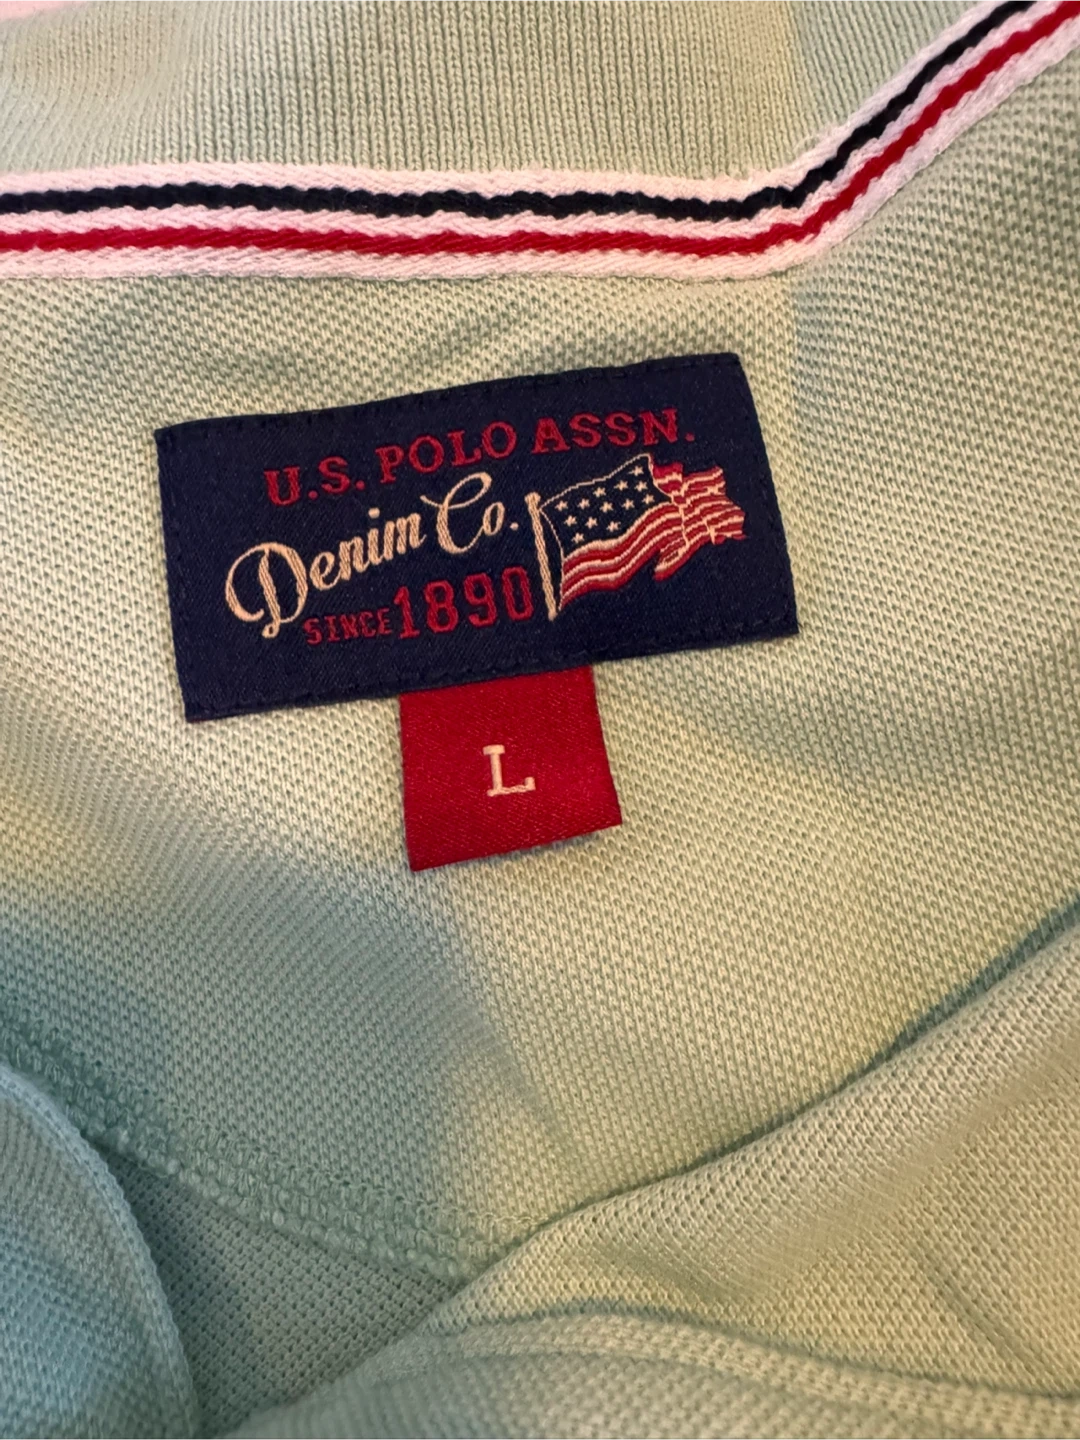 U.S. POLO ASSN.
Denim Co.
SINCE 1890
L